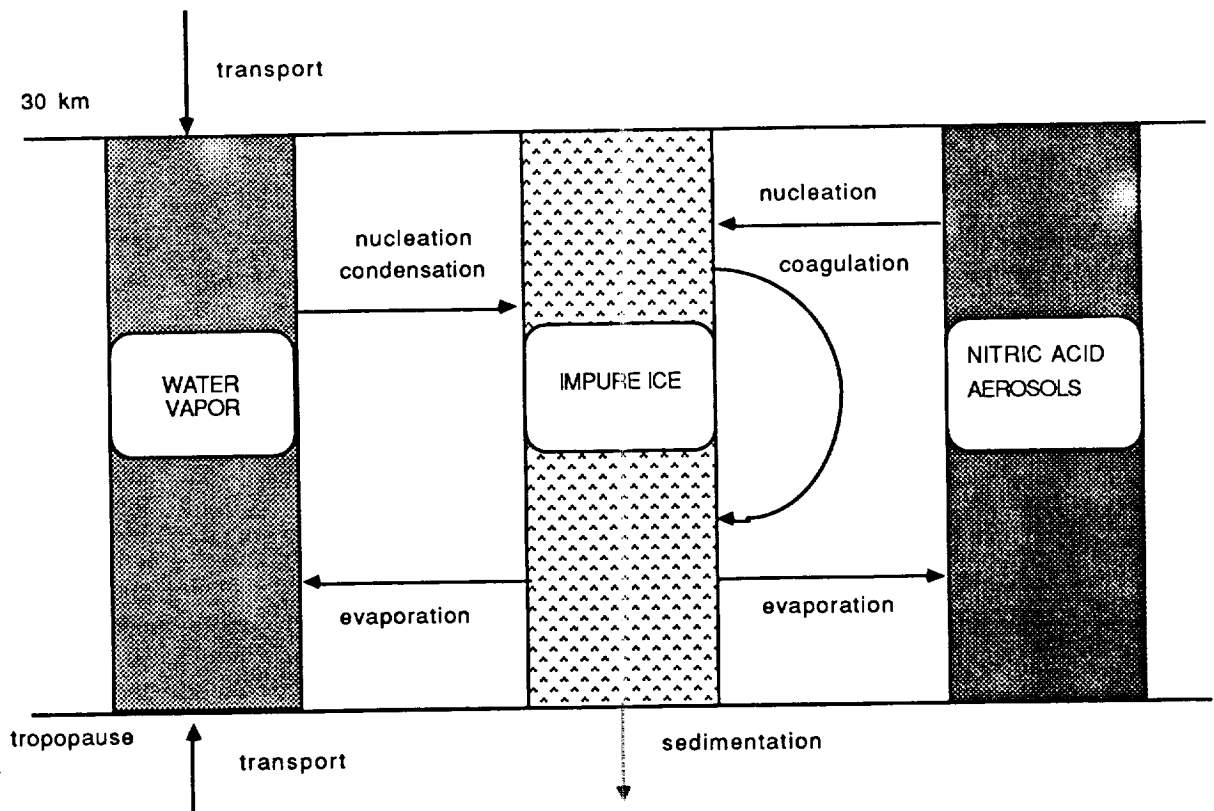 transport
30 km
nucleation
nucleation
condensation
coagulation
WATER
VAPOR
IMPURE ICE
NITRIC ACID
AEROSOLS
evaporation
evaporation
tropopause
sedimentation
transport